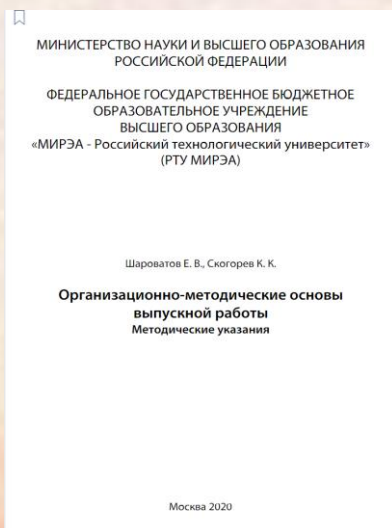 МИНИСТЕРСТВО НАУКИ И ВЫСШЕГО ОБРАЗОВАНИЯ
РОССИЙСКОЙ ФЕДЕРАЦИИ
ФЕДЕРАЛЬНОЕ ГОСУДАРСТВЕННОЕ БЮДЖЕТНОЕ
ОБРАЗОВАТЕЛЬНОЕ УЧРЕЖДЕНИЕ
ВЫСШЕГО ОБРАЗОВАНИЯ
«МИРЭА - Российский технологический университет»
(РТУ МИРЭА)
Шароватов Е. В., Скогорев К. К.
Организационно-методические основы
выпускной работы
Методические указания
Москва 2020